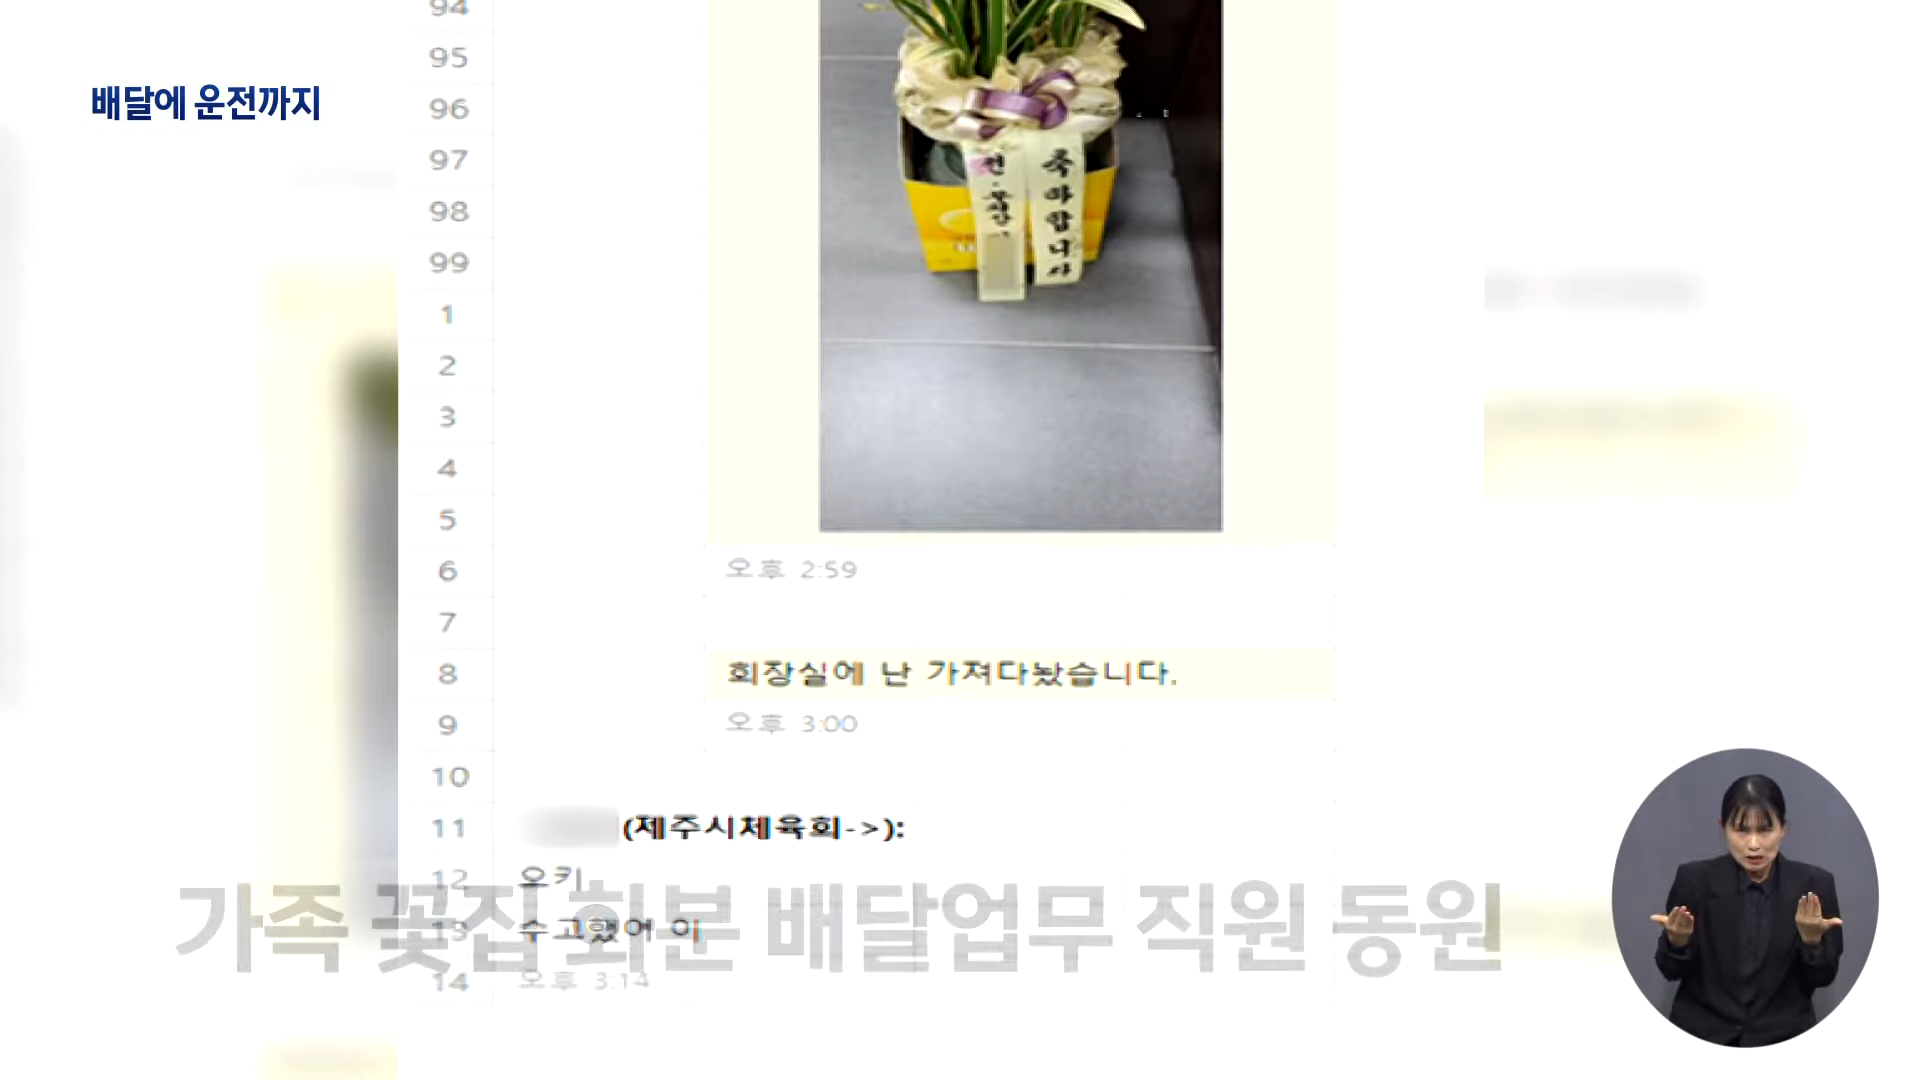 배달에 운전까지
94
95
96
97
98
99
1
2
3
4
5
6
7
8
9
10
11
12
13
14
축하합니다
오후 2:59
회장실에 난 가져다놨습니다.
오후 3:00
(제주시체육회->):
오키
수고했어 이
오후 3:14
가족 꽃집 화분 배달업무 직원 동원